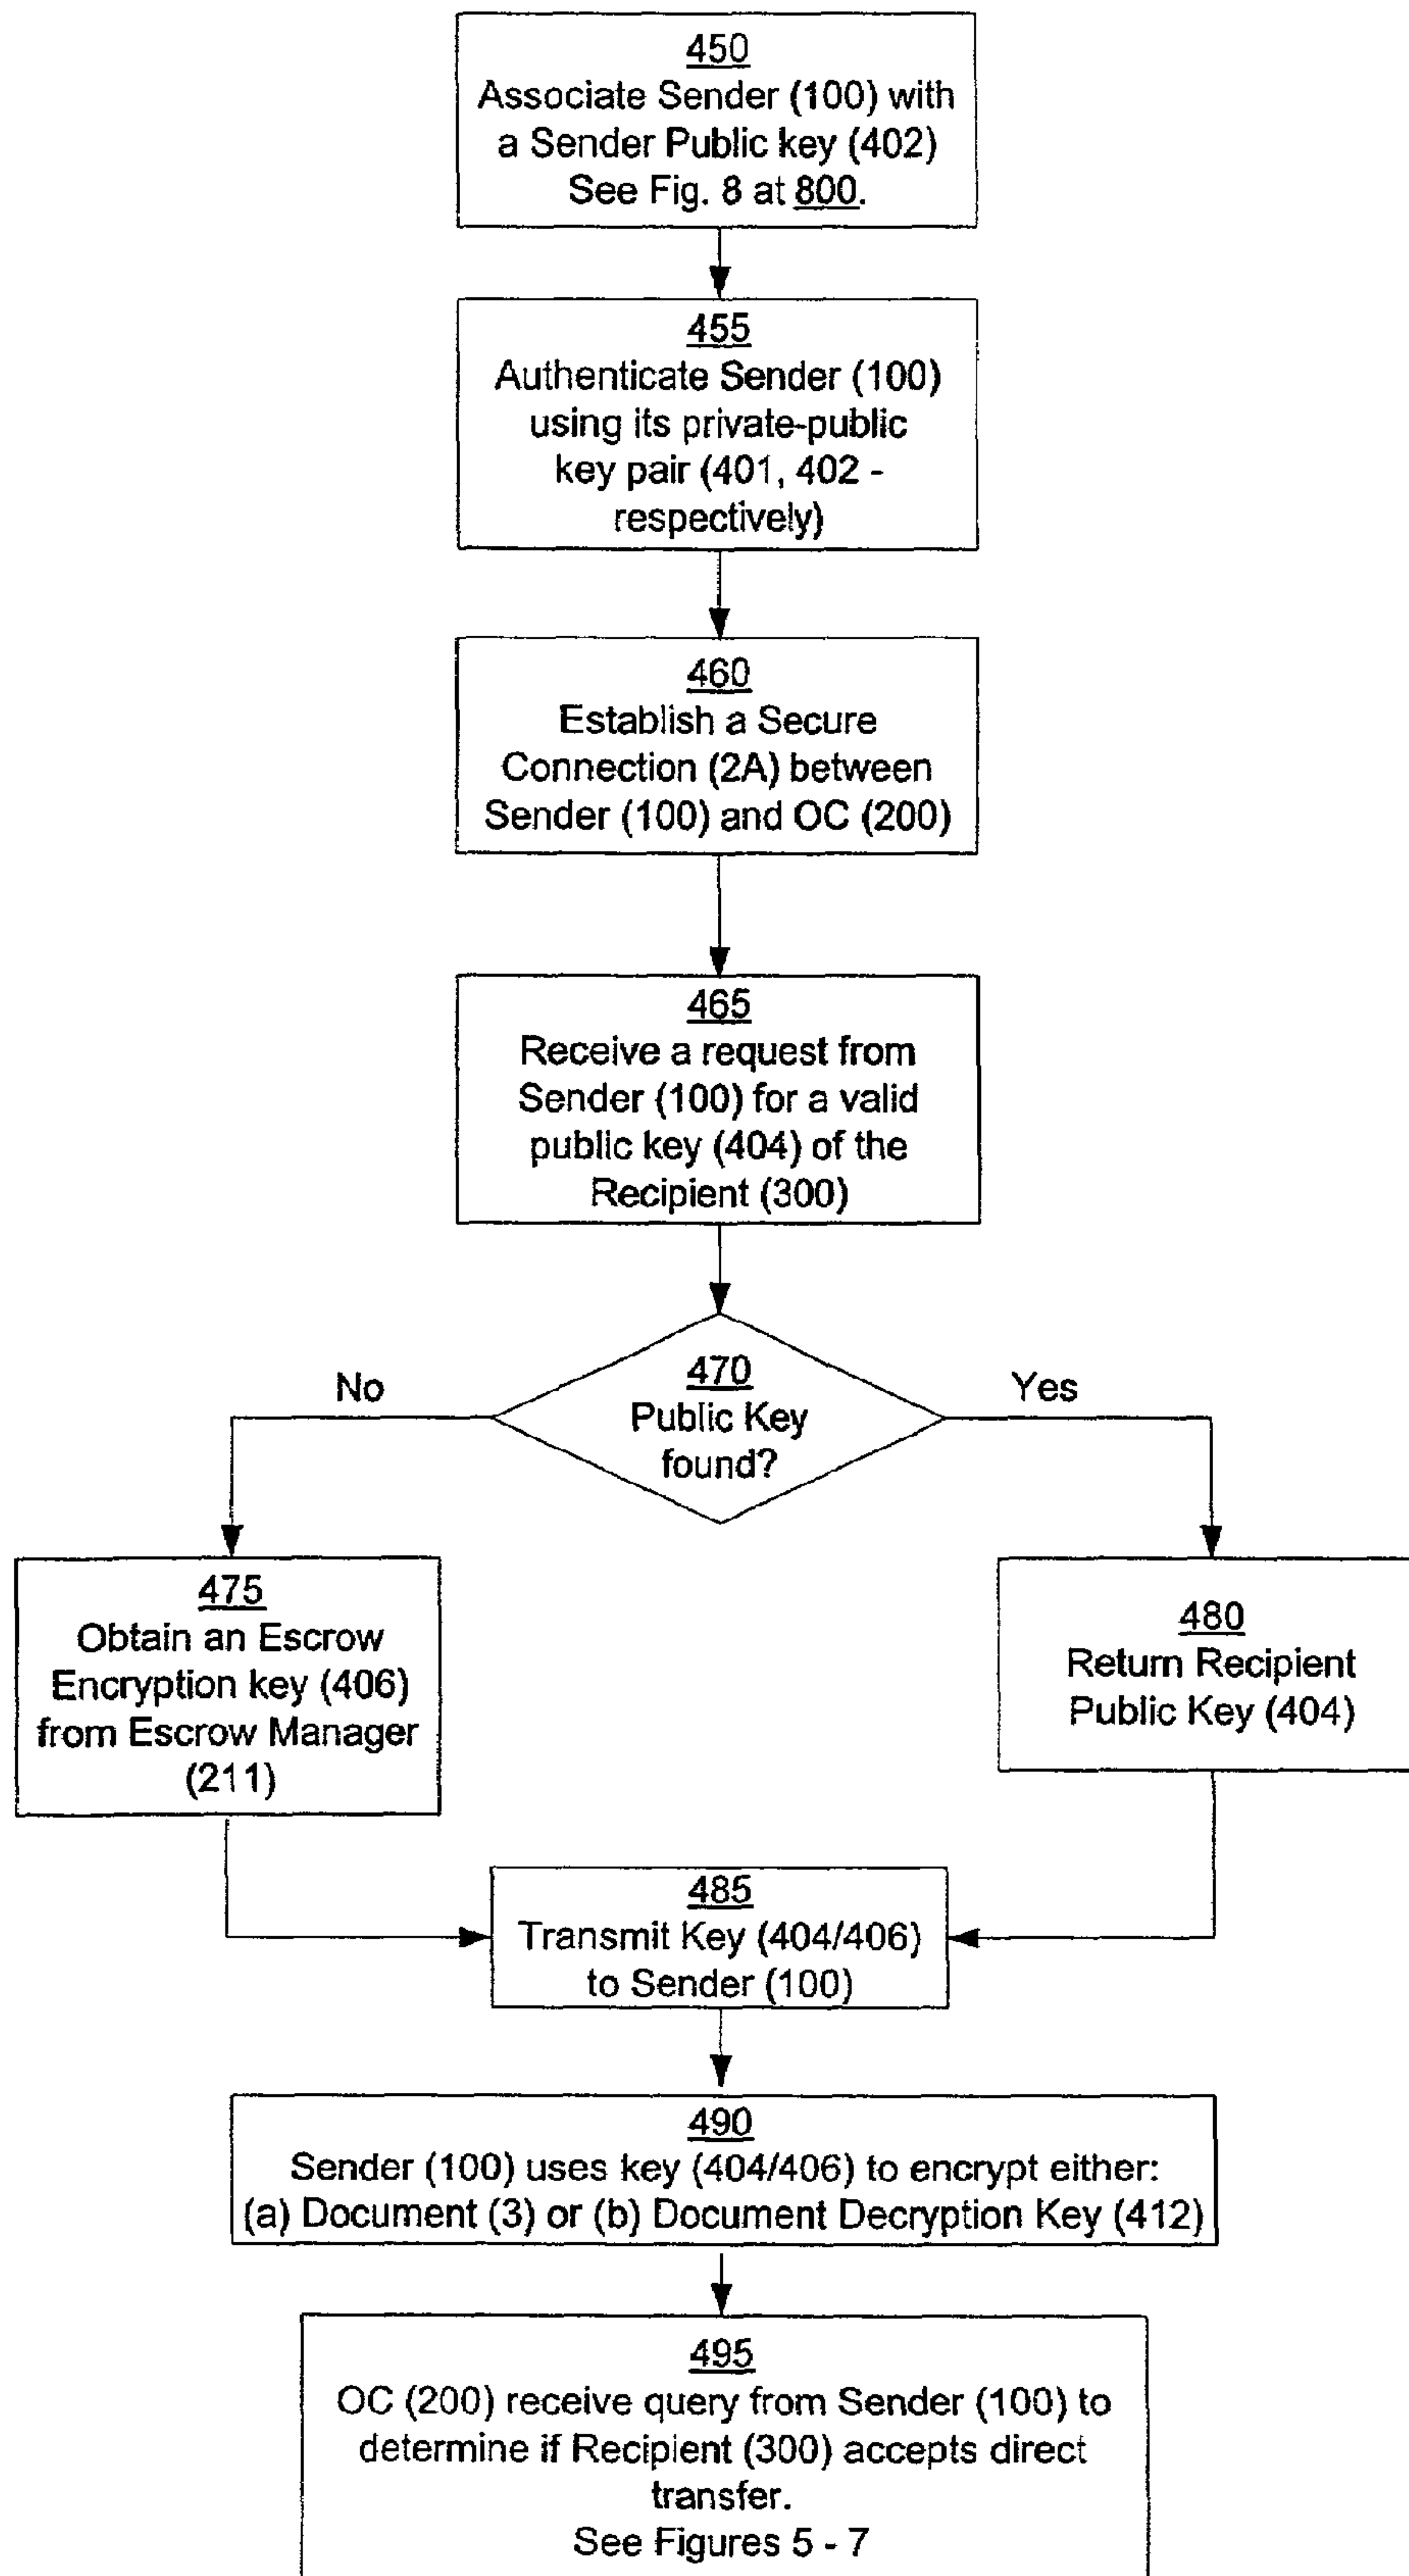 450
Associate Sender (100) with
a Sender Public key (402)
See Fig. 8 at 800.
455
Authenticate Sender (100)
using its private-public
key pair (401, 402 -
respectively)
460
Establish a Secure
Connection (2A) between
Sender (100) and OC (200)
465
Receive a request from
Sender (100) for a valid
public key (404) of the
Recipient (300)
470
Public Key
found?
No
Yes
475
Obtain an Escrow
Encryption key (406)
from Escrow Manager
(211)
480
Return Recipient
Public Key (404)
485
Transmit Key (404/406)
to Sender (100)
490
Sender (100) uses key (404/406) to encrypt either:
(a) Document (3) or (b) Document Decryption Key (412)
495
OC (200) receive query from Sender (100) to
determine if Recipient (300) accepts direct
transfer.
See Figures 5 - 7